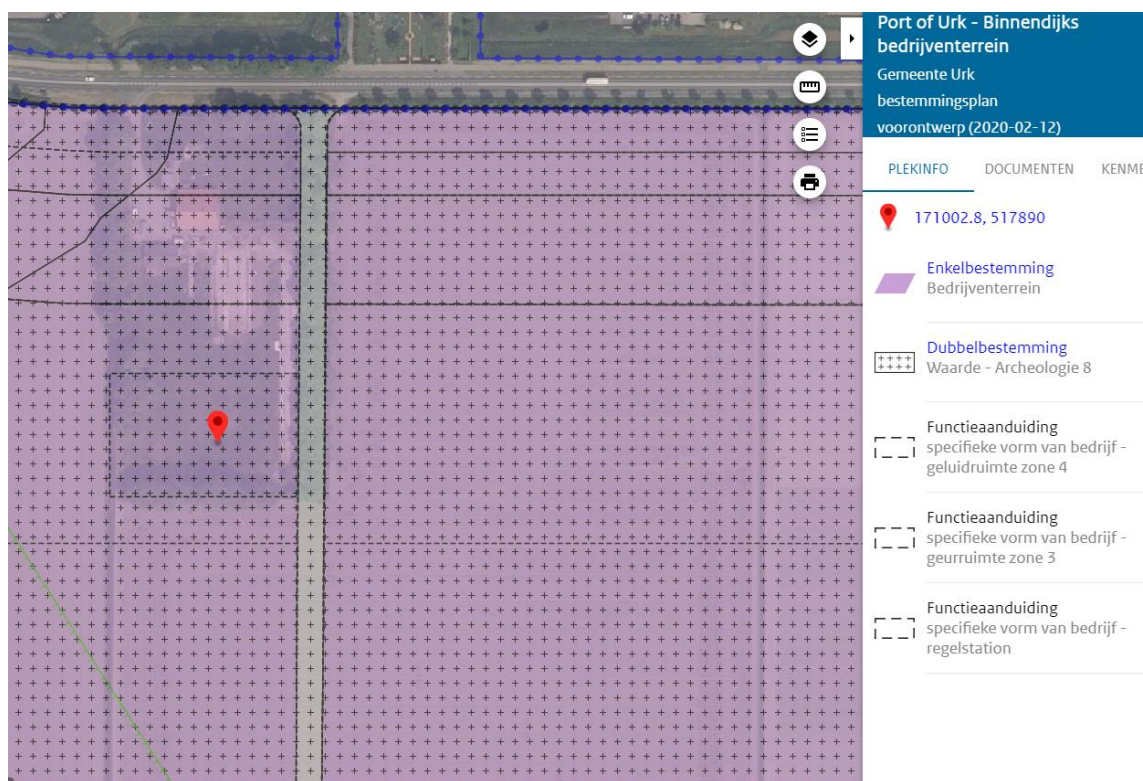 Port of Urk - Binnendijks
bedrijventerrein
Gemeente Urk
bestemmingsplan
voorontwerp (2020-02-12)
PLEKINFO DOCUMENTEN KENME
171002.8, 517890
Enkelbestemming
Bedrijventerrein
Dubbelbestemming
Waarde - Archeologie 8
Functieaanduiding
specifieke vorm van bedrijf -
geluidruimte zone 4
Functieaanduiding
specifieke vorm van bedrijf -
geurruimte zone 3
Functieaanduiding
specifieke vorm van bedrijf -
regelstation